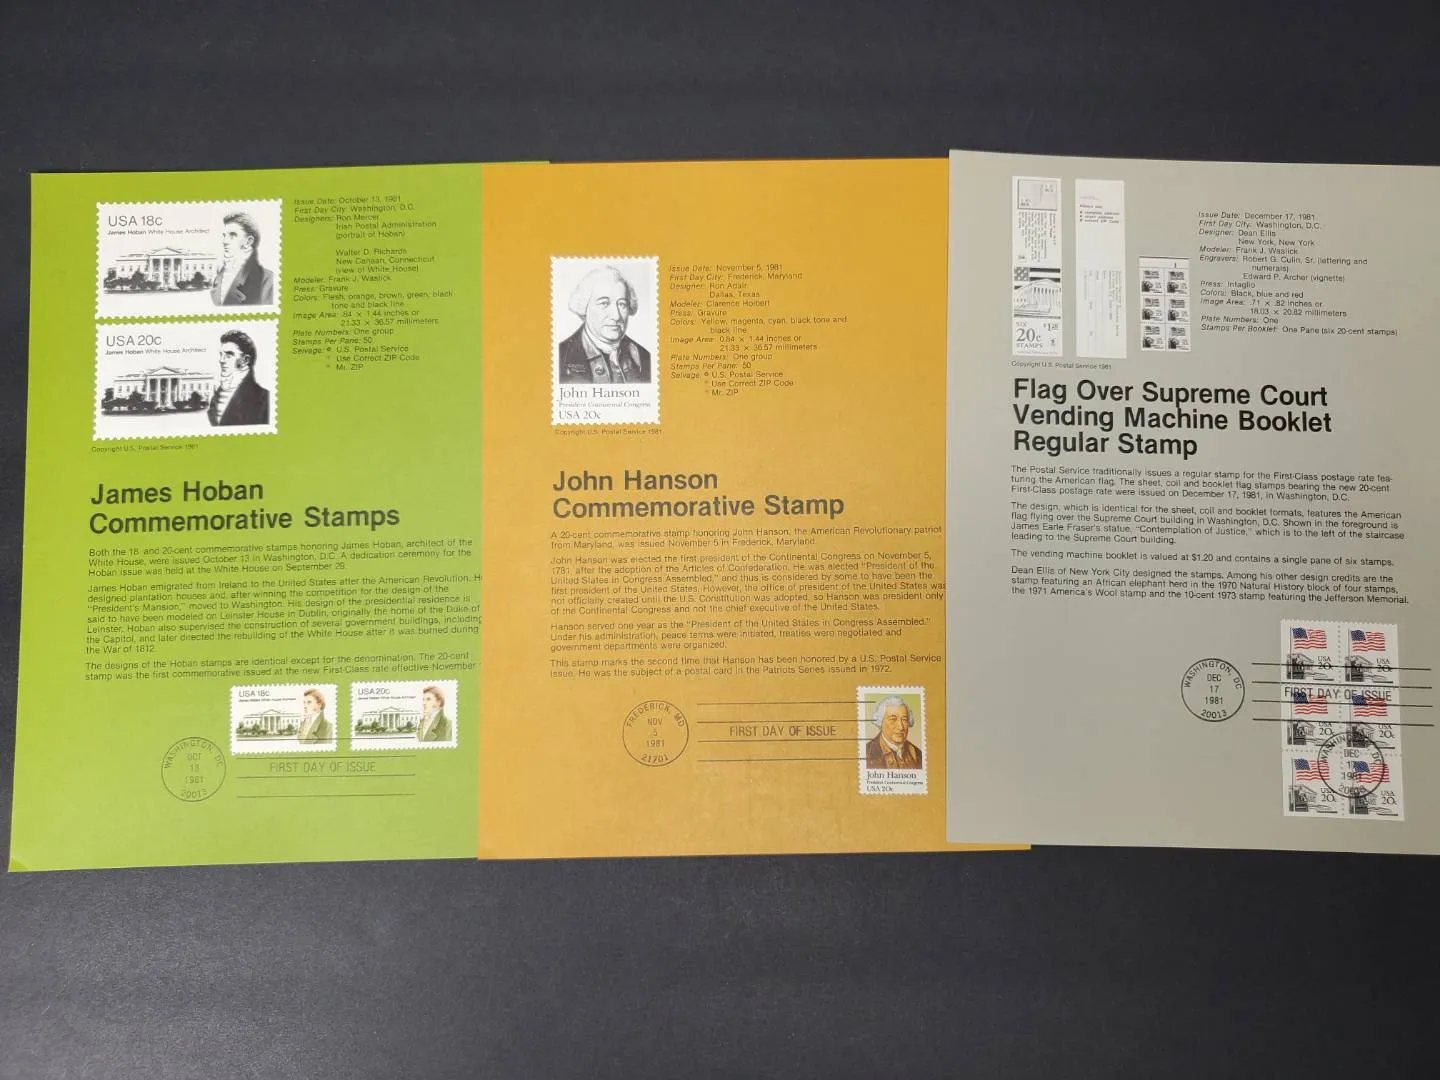 USA 18c
James Hoban White House Architect
USA 20c
James Hoban White House Architect
Copyright U.S. Postal Service 1981
Issue Date: October 13, 1981
First Day City: Washington, D.C.
Designers: Ron Mercer
Irish Postal Administration
(portrait of Hoban)
Walter D. Richards
New Canaan, Connecticut
(view of White House)
Modeler: Frank J. Waslick
Press: Gravure
Colors: Flesh, orange, brown, green, black
tone and black line
Image Area: .84 x 1.44 inches or
21.33 x 36.57 millimeters
Plate Numbers: One group
Stamps Per Pane: 50
Selvage: © U.S. Postal Service
Use Correct ZIP Code
Mr. ZIP
James Hoban
Commemorative Stamps
Both the 18 and 20-cent commemorative stamps honoring James Hoban, architect of the
White House, were issued October 13 in Washington, D.C. A dedication ceremony for the
Hoban issue was held at the White House on September 29.
James Hoban emigrated from Ireland to the United States after the American Revolution. H
designed plantation houses and, after winning the competition for the design of the
"President's Mansion," moved to Washington. His design of the presidential residence is
said to have been modeled on Leinster House in Dublin, originally the home of the Duke of
Leinster. Hoban also supervised the construction of several government buildings, including
the Capitol, and later directed the rebuilding of the White House after it was burned during
the War of 1812.
The designs of the Hoban stamps are identical except for the denomination. The 20-cent
stamp was the first commemorative issued at the new First-Class rate effective November
USA 18c
James Hoban White House Architect
USA 20c
James Hoban White House Architect
WASHINGTON, DC
OCT
13
1981
20013
FIRST DAY OF ISSUE
John Hanson
President Continental Congress
USA 20c
Copyright U.S. Postal Service 1981
Issue Date: November 5, 1981
First Day City: Frederick, Maryland
Designer: Ron Adair
Dallas, Texas
Modeler: Clarence Holbert
Press: Gravure
Colors: Yellow, magenta, cyan, black tone and
black line
Image Area: 0.84 x 1.44 inches or
21.33 x 36.57 millimeters
Plate Numbers: One group
Stamps Per Pane: 50
Selvage: © U.S. Postal Service
Use Correct ZIP Code
Mr. ZIP
John Hanson
Commemorative Stamp
A 20-cent commemorative stamp honoring John Hanson, the American Revolutionary patriot
from Maryland, was issued November 5 in Frederick, Maryland.
John Hanson was elected the first president of the Continental Congress on November 5,
1781, after the adoption of the Articles of Confederation. He was elected "President of the
United States in Congress Assembled," and thus is considered by some to have been the
first president of the United States. However, the office of president of the United States was
not officially created until the U.S. Constitution was adopted, so Hanson was president only
of the Continental Congress and not the chief executive of the United States.
Hanson served one year as the "President of the United States in Congress Assembled."
Under his administration, peace terms were initiated, treaties were negotiated and
government departments were organized.
This stamp marks the second time that Hanson has been honored by a U.S. Postal Service
issue. He was the subject of a postal card in the Patriots Series issued in 1972.
FREDERICK, MD
NOV
5
1981
21701
FIRST DAY OF ISSUE
John Hanson
President Continental Congress
USA 20c
SIX
20c
STAMPS
$1.20
Copyright U.S. Postal Service 1981
Issue Date: December 17, 1981
First Day City: Washington, D.C.
Designer: Dean Ellis
New York, New York
Modeler: Frank J. Waslick
Engravers: Robert G. Culin, Sr. (lettering and
numerals)
Edward P. Archer (vignette)
Press: Intaglio
Colors: Black, blue and red
Image Area: .71 x .82 inches or
18.03 x 20.82 millimeters
Plate Numbers: One
Stamps Per Booklet: One Pane (six 20-cent stamps)
Flag Over Supreme Court
Vending Machine Booklet
Regular Stamp
The Postal Service traditionally issues a regular stamp for the First-Class postage rate fea-
turing the American flag. The sheet, coil and booklet flag stamps bearing the new 20-cent
First-Class postage rate were issued on December 17, 1981, in Washington, D.C.
The design, which is identical for the sheet, coil and booklet formats, features the American
flag flying over the Supreme Court building in Washington, D.C. Shown in the foreground is
James Earle Fraser's statue, "Contemplation of Justice," which is to the left of the staircase
leading to the Supreme Court building.
The vending machine booklet is valued at $1.20 and contains a single pane of six stamps.
Dean Ellis of New York City designed the stamps. Among his other design credits are the
stamp featuring an African elephant herd in the 1970 Natural History block of four stamps,
the 1971 America's Wool stamp and the 10-cent 1973 stamp featuring the Jefferson Memorial.
WASHINGTON, DC
DEC
17
1981
20013
FIRST DAY OF ISSUE
USA
20c
USA
20c
USA
20c
USA
20c
USA
20c
USA
20c
WASHINGTON, DC
DEC
17
1981